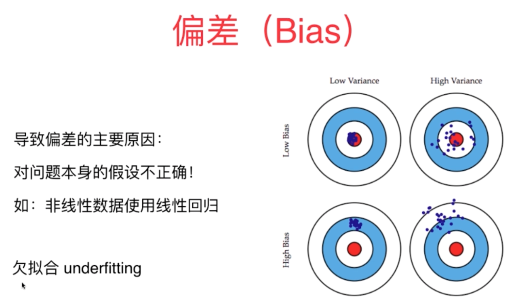 偏差（Bias）
导致偏差的主要原因：
对问题本身的假设不正确！
如：非线性数据使用线性回归
欠拟合 underfitting
Low Variance
High Variance
Low Bias
High Bias